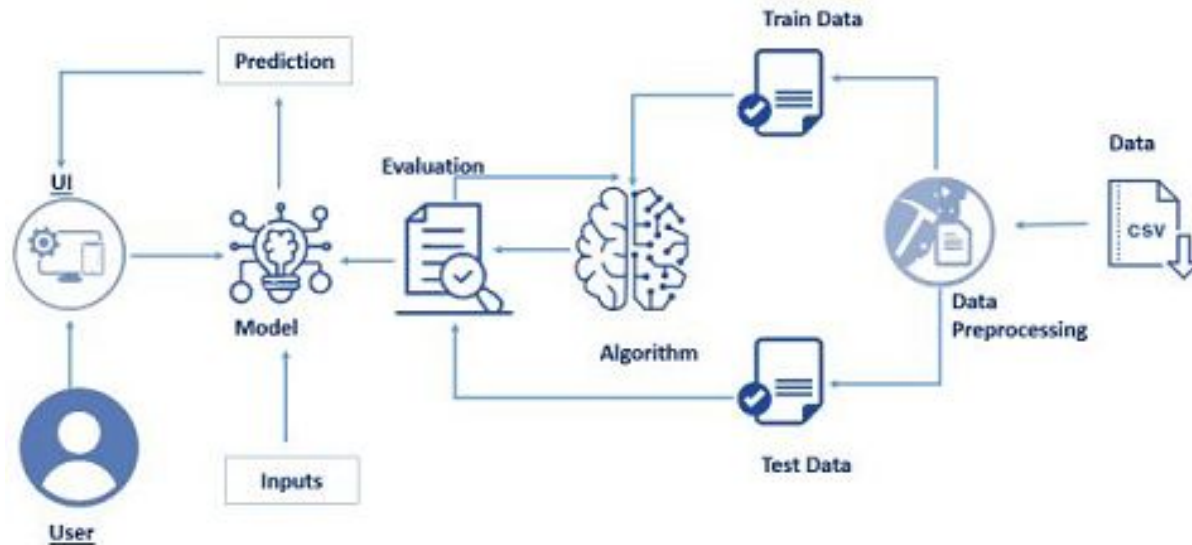 Train Data
Prediction
Evaluation
Data
UI
CSV
Model
Data
Preprocessing
Algorithm
Inputs
Test Data
User